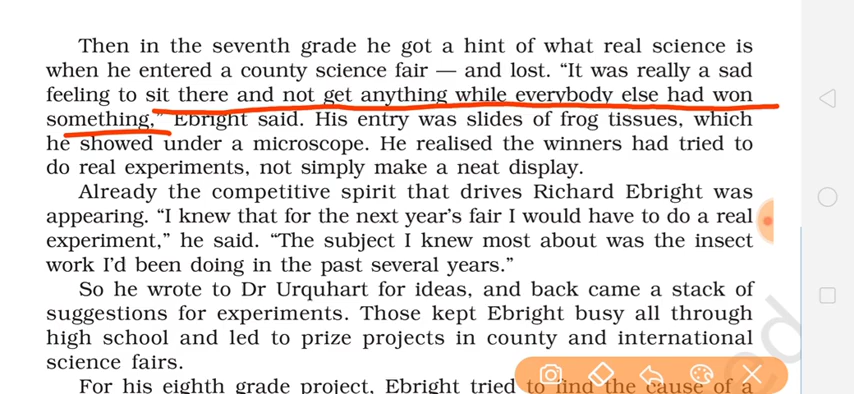 Then in the seventh grade he got a hint of what real science is
when he entered a county science fair — and lost. “It was really a sad
feeling to sit there and not get anything while everybody else had won
something,” Ebright said. His entry was slides of frog tissues, which
he showed under a microscope. He realised the winners had tried to
do real experiments, not simply make a neat display.
Already the competitive spirit that drives Richard Ebright was
appearing. “I knew that for the next year’s fair I would have to do a real
experiment,” he said. “The subject I knew most about was the insect
work I’d been doing in the past several years.”
So he wrote to Dr Urquhart for ideas, and back came a stack of
suggestions for experiments. Those kept Ebright busy all through
high school and led to prize projects in county and international
science fairs.
For his eighth grade project, Ebright tried to find the cause of a